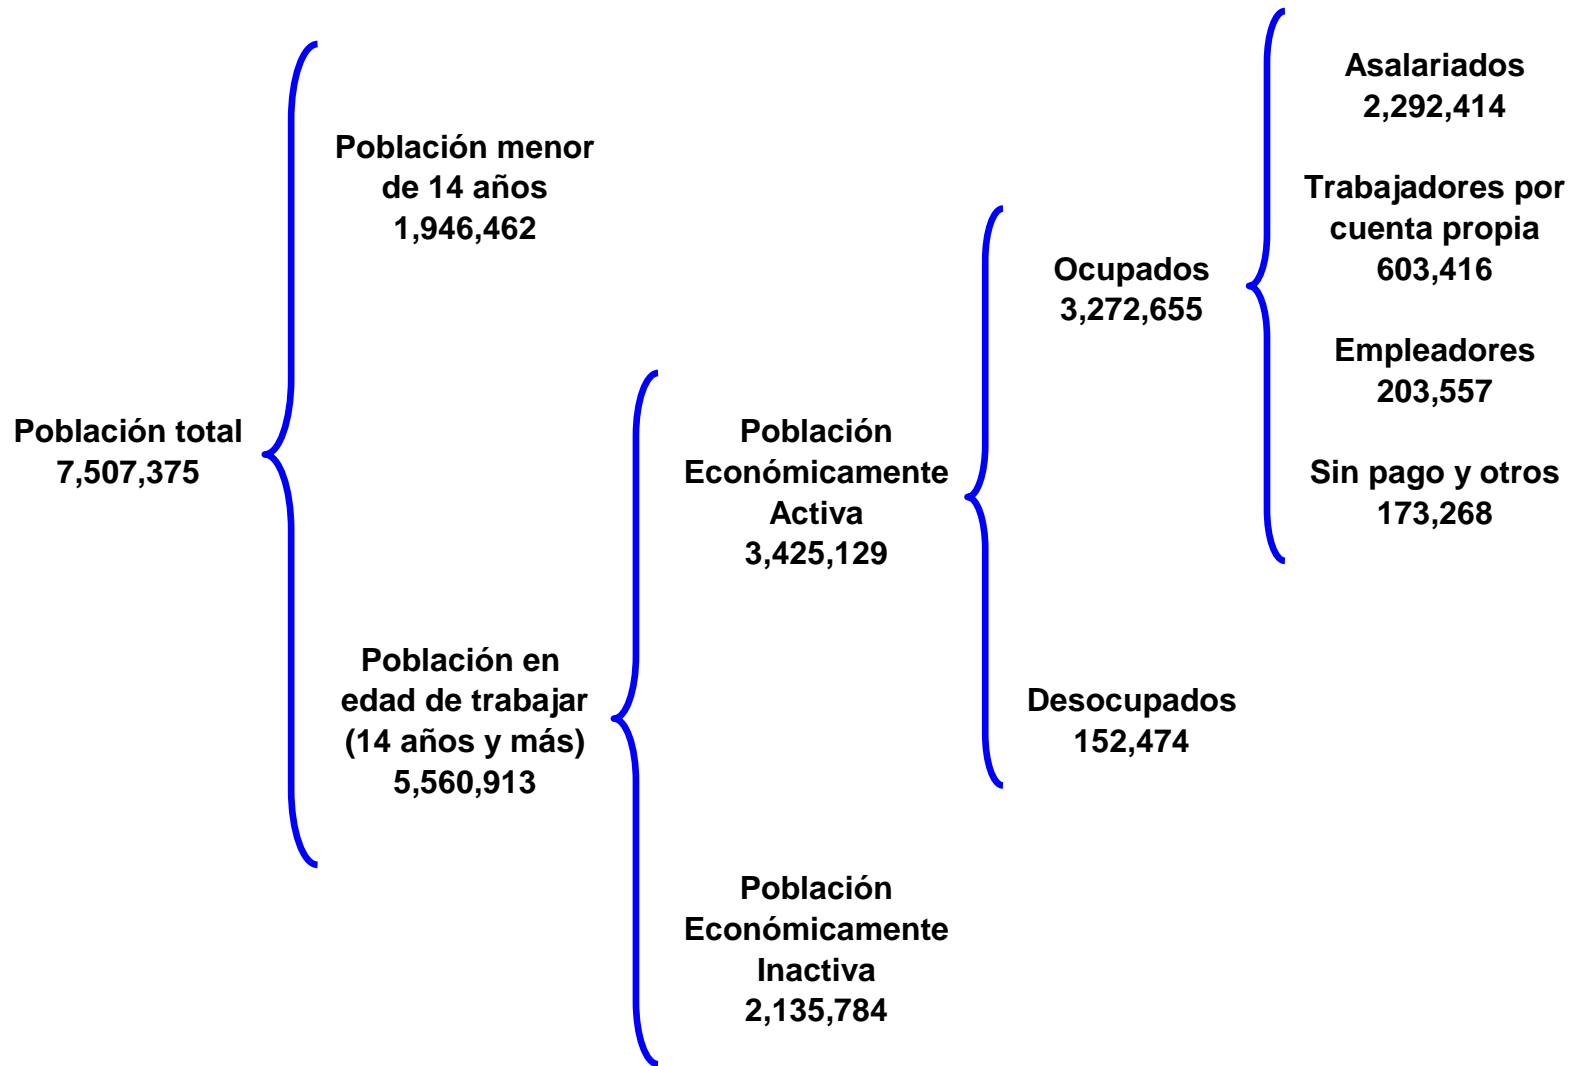 Población total
7,507,375
Población menor
de 14 años
1,946,462
Población en
edad de trabajar
(14 años y más)
5,560,913
Población
Económicamente
Activa
3,425,129
Población
Económicamente
Inactiva
2,135,784
Ocupados
3,272,655
Desocupados
152,474
Asalariados
2,292,414
Trabajadores por
cuenta propia
603,416
Empleadores
203,557
Sin pago y otros
173,268